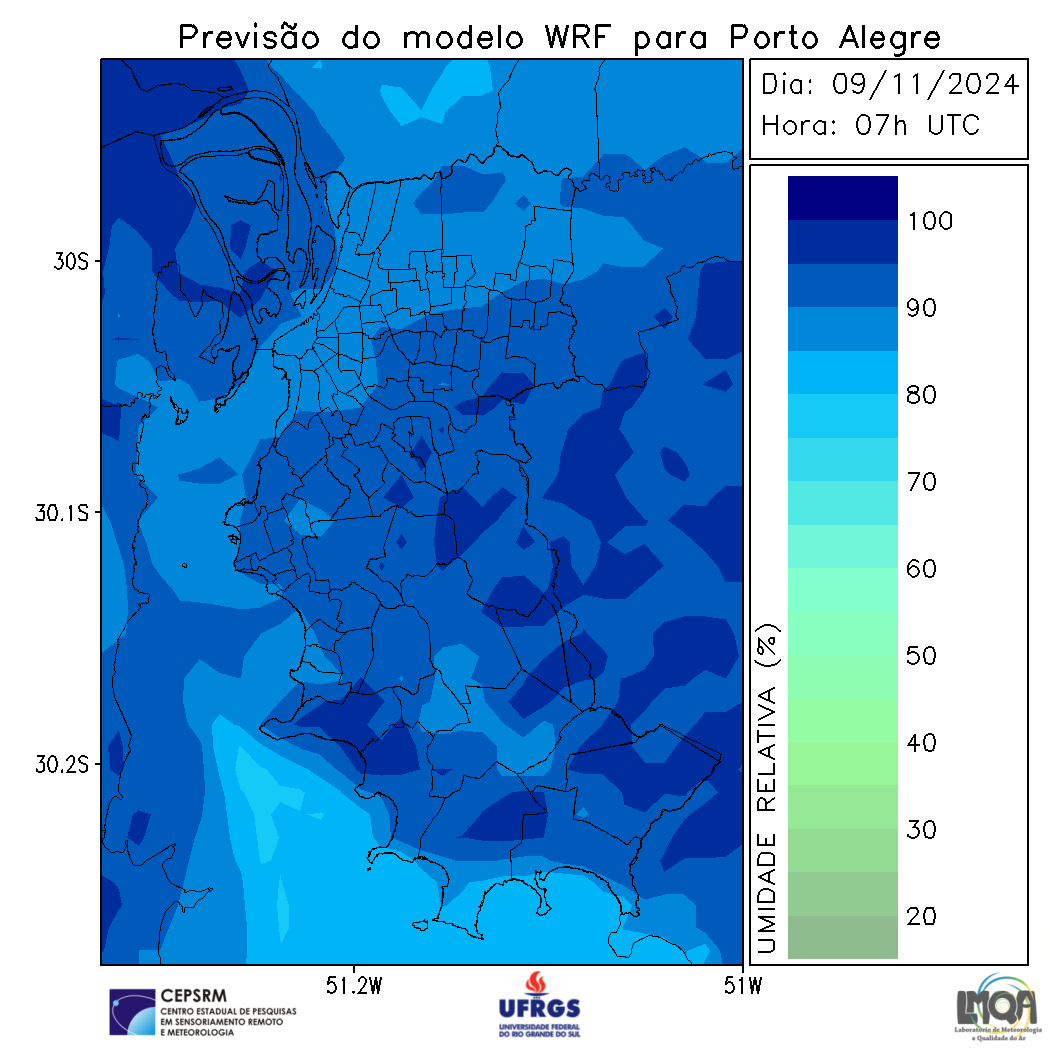 Previsão do modelo WRF para Porto Alegre
Dia: 09/11/2024
Hora: 07h UTC
100
90
80
70
60
50
40
30
20
UMIDADE RELATIVA (%)
30S
30.1S
30.2S
51.2W
51W
CEPSRM
CENTRO ESTADUAL DE PESQUISAS
EM SENSORIAMENTO REMOTO
E METEOROLOGIA
UFRGS
UNIVERSIDADE FEDERAL
DO RIO GRANDE DO SUL
LMQA
Laboratório de Meteorologia
e Qualidade do Ar